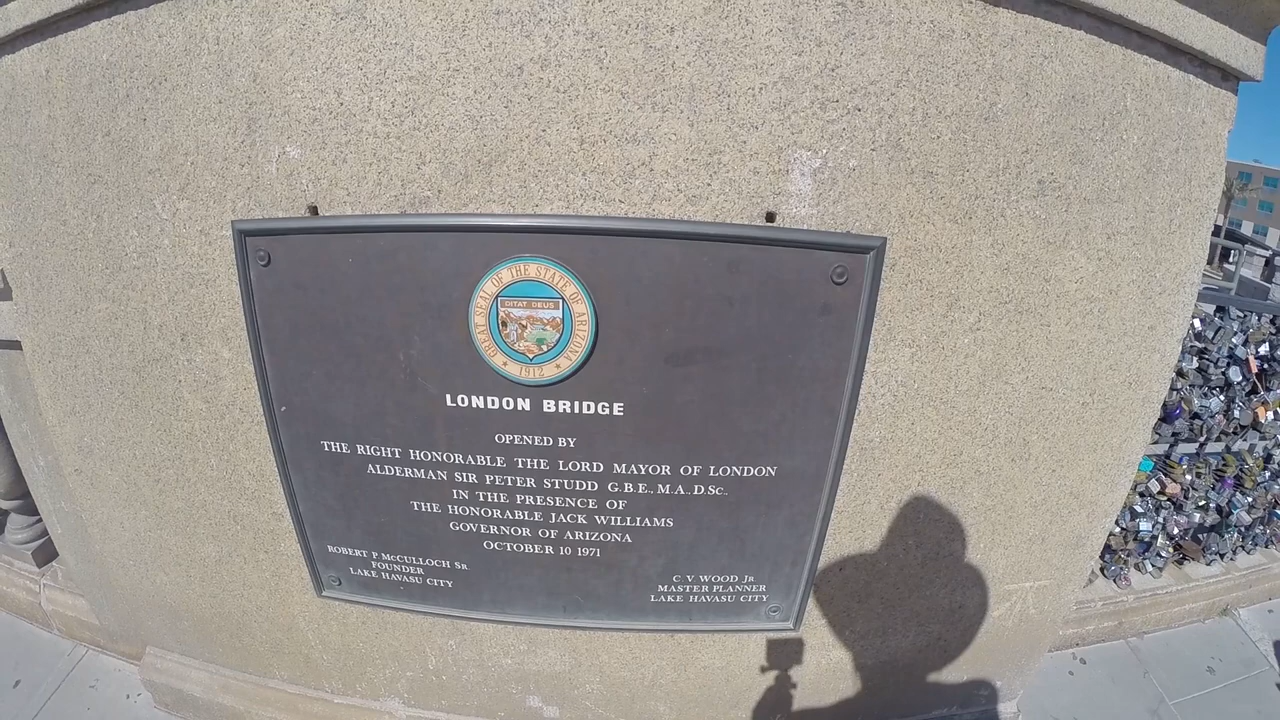 GREAT SEAL OF THE STATE OF ARIZONA
DITAT DEUS
1912
LONDON BRIDGE
OPENED BY
THE RIGHT HONORABLE THE LORD MAYOR OF LONDON
ALDERMAN SIR PETER STUDD G.B.E., M.A., D.Sc.
IN THE PRESENCE OF
THE HONORABLE JACK WILLIAMS
GOVERNOR OF ARIZONA
OCTOBER 10 1971
ROBERT P McCULLOCH Sr
FOUNDER
LAKE HAVASU CITY
C. V. WOOD Jr
MASTER PLANNER
LAKE HAVASU CITY